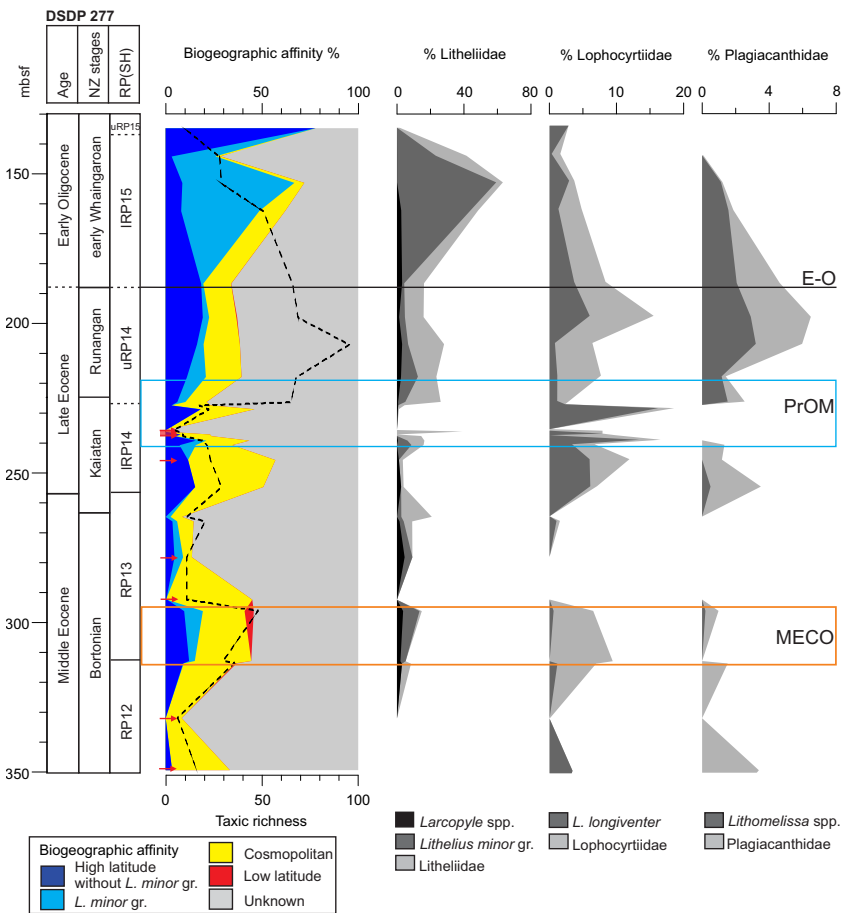 DSDP 277
mbsf
Age
NZ stages
RP(SH)
Biogeographic affinity %
% Litheliidae
% Lophocyrtiidae
% Plagiacanthidae
0 50 100
0 40 80
0 10 20
0 4 8
150
200
250
300
350
Early Oligocene
Late Eocene
Middle Eocene
early Whaingaroan
Runangan
Kaiatan
Bortonian
uRP15
lRP15
uRP14
lRP14
RP13
RP12
E-O
PrOM
MECO
0 50 100
Taxic richness
Larcopyle spp.
Lithelius minor gr.
Litheliidae
L. longiventer
Lophocyrtiidae
Lithomelissa spp.
Plagiacanthidae
Biogeographic affinity
High latitude
without L. minor gr.
L. minor gr.
Cosmopolitan
Low latitude
Unknown